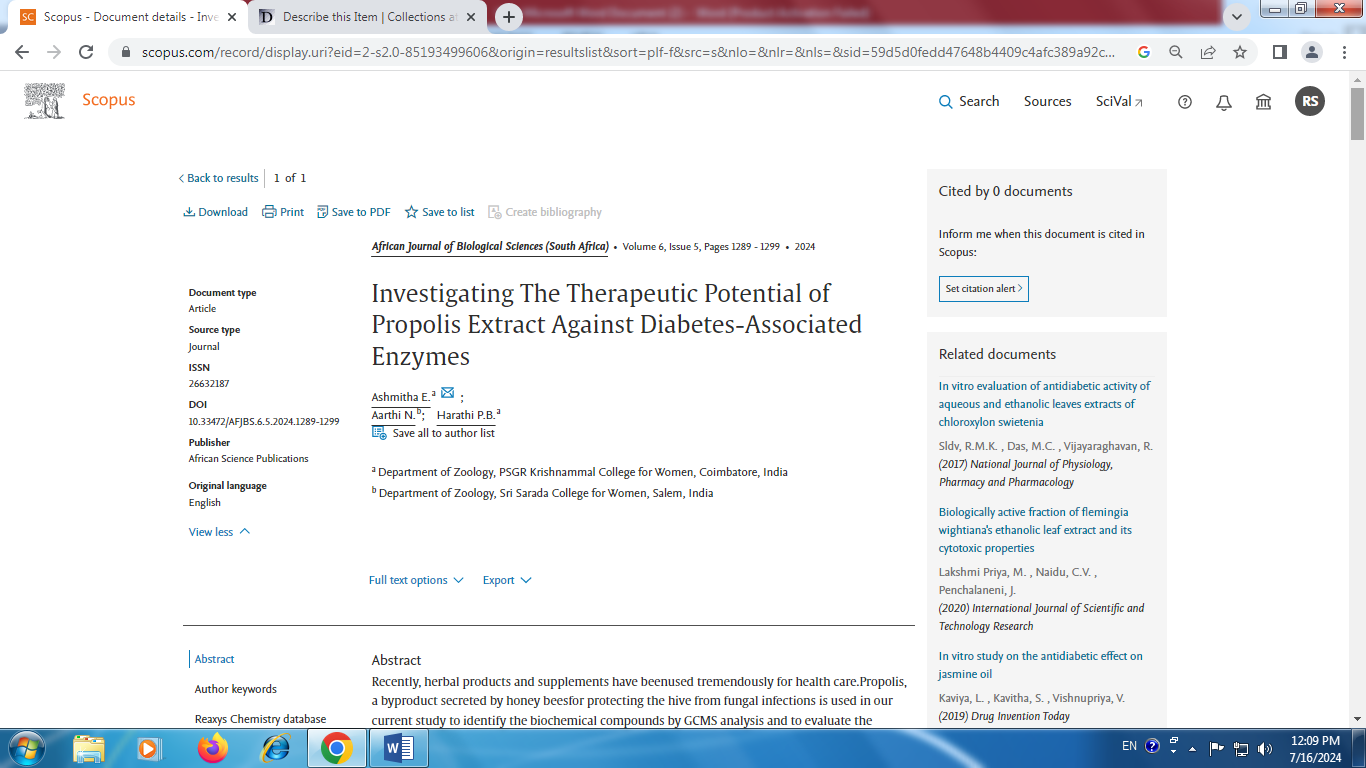 Scopus - Document details - Inve
Describe this Item | Collections at
scopus.com/record/display.uri?eid=2-s2.0-85193499606&origin=resultslist&sort=plf-f&src=s&nlo=&nlr=&nls=&sid=59d5d0fedd47648b4409c4afc389a92c...
Scopus
Search Sources SciVal RS
Back to results 1 of 1
Download Print Save to PDF Save to list Create bibliography
African Journal of Biological Sciences (South Africa) • Volume 6, Issue 5, Pages 1289 - 1299 • 2024
Document type
Article
Source type
Journal
ISSN
26632187
DOI
10.33472/AFJBS.6.5.2024.1289-1299
Publisher
African Science Publications
Original language
English
View less
Investigating The Therapeutic Potential of
Propolis Extract Against Diabetes-Associated
Enzymes
Ashmitha E.a ;
Aarthi N.b; Harathi P.B.a
Save all to author list
a Department of Zoology, PSGR Krishnammal College for Women, Coimbatore, India
b Department of Zoology, Sri Sarada College for Women, Salem, India
Full text options Export
Abstract
Author keywords
Reaxys Chemistry database
Abstract
Recently, herbal products and supplements have beenused tremendously for health care.Propolis,
a byproduct secreted by honey beesfor protecting the hive from fungal infections is used in our
current study to identify the biochemical compounds by GCMS analysis and to evaluate the
Cited by 0 documents
Inform me when this document is cited in
Scopus:
Set citation alert
Related documents
In vitro evaluation of antidiabetic activity of
aqueous and ethanolic leaves extracts of
chloroxylon swietenia
Sldv, R.M.K. , Das, M.C. , Vijayaraghavan, R.
(2017) National Journal of Physiology,
Pharmacy and Pharmacology
Biologically active fraction of flemingia
wightiana's ethanolic leaf extract and its
cytotoxic properties
Lakshmi Priya, M. , Naidu, C.V. ,
Penchalaneni, J.
(2020) International Journal of Scientific and
Technology Research
In vitro study on the antidiabetic effect on
jasmine oil
Kaviya, L. , Kavitha, S. , Vishnupriya, V.
(2019) Drug Invention Today
EN
12:09 PM
7/16/2024